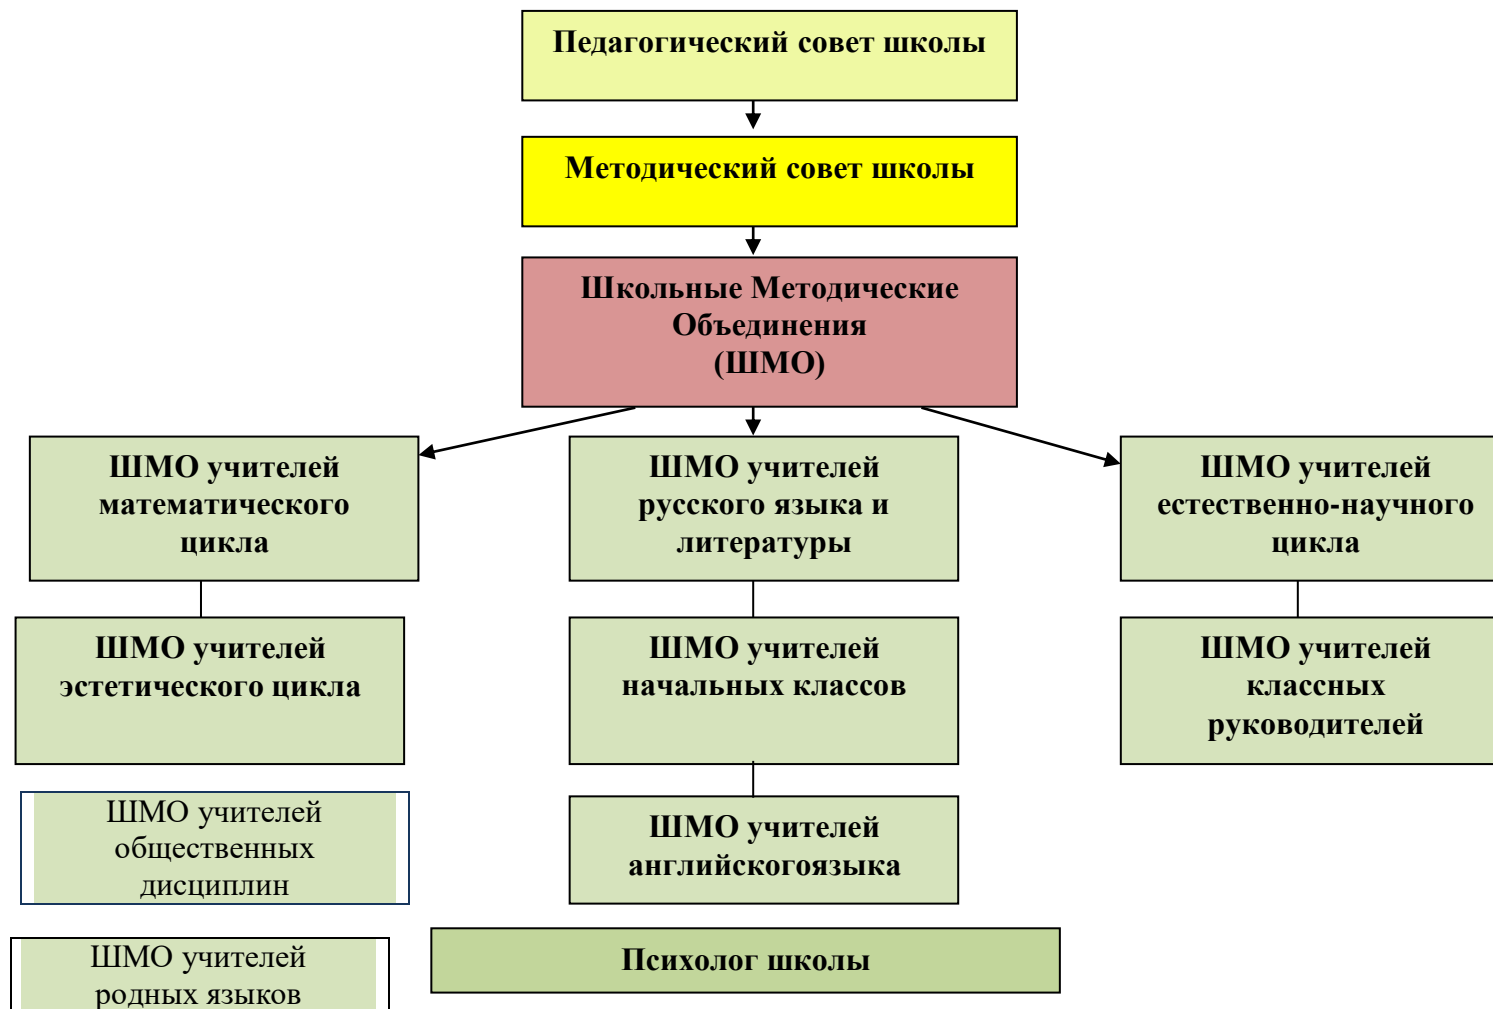 Педагогический совет школы
Методический совет школы
Школьные Методические
Объединения
(ШМО)
ШМО учителей
математического
цикла
ШМО учителей
русского языка и
литературы
ШМО учителей
естественно-научного
цикла
ШМО учителей
эстетического цикла
ШМО учителей
начальных классов
ШМО учителей
классных
руководителей
ШМО учителей
общественных
дисциплин
ШМО учителей
английскогоязыка
ШМО учителей
родных языков
Психолог школы